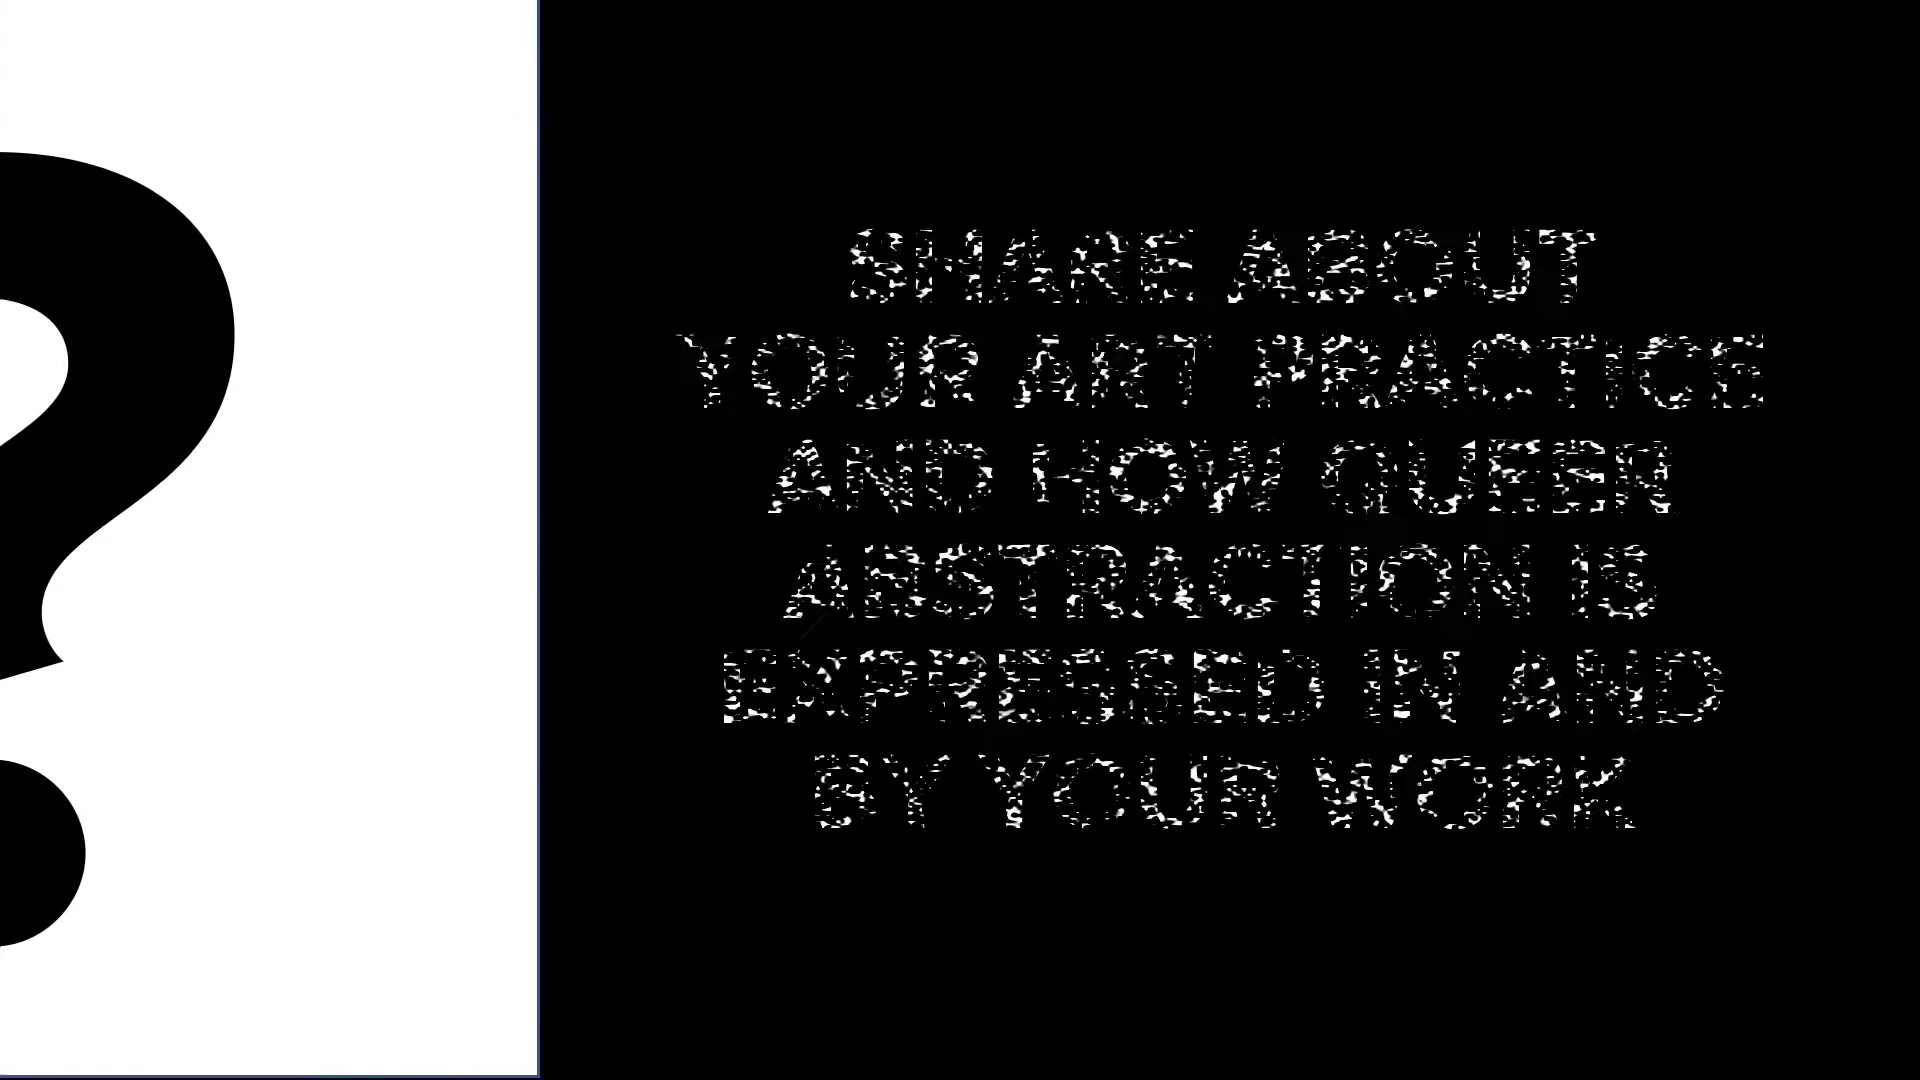 ?
SHARE ABOUT
YOUR ART PRACTICE
AND HOW QUEER
ABSTRACTION IS
EXPRESSED IN AND
BY YOUR WORK